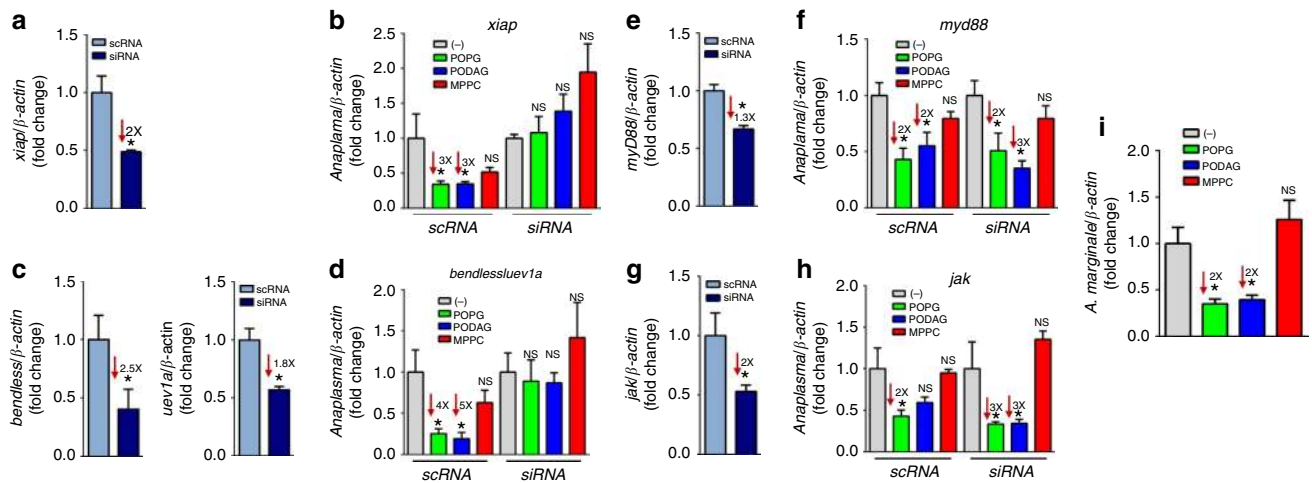 a
1.5
1.0
0.5
0.0
xiap/β-actin
(fold change)
scRNA
siRNA
2X
*
b
xiap
2.5
2.0
1.5
1.0
0.5
0.0
Anaplama/β-actin
(fold change)
(–)
POPG
PODAG
MPPC
3X
*
3X
*
NS
NS
NS
NS
scRNA
siRNA
e
1.5
1.0
0.5
0.0
myD88/β-actin
(fold change)
scRNA
siRNA
*
1.3X
f
myd88
1.5
1.0
0.5
0.0
Anaplama/β-actin
(fold change)
(–)
POPG
PODAG
MPPC
2X
*
2X
*
NS
2X
*
3X
*
NS
scRNA
siRNA
i
2.0
1.5
1.0
0.5
0.0
A. marginale/β-actin
(fold change)
(–)
POPG
PODAG
MPPC
2X
*
2X
*
NS
c
1.5
1.0
0.5
0.0
bendless/β-actin
(fold change)
2.5X
*
1.5
1.0
0.5
0.0
uev1a/β-actin
(fold change)
scRNA
siRNA
1.8X
*
d
bendlessluev1a
2.0
1.5
1.0
0.5
0.0
Anaplasma/β-actin
(fold change)
(–)
POPG
PODAG
MPPC
4X
*
5X
*
NS
NS
NS
NS
scRNA
siRNA
g
1.5
1.0
0.5
0.0
jak/β-actin
(fold change)
scRNA
siRNA
2X
*
h
jak
2.0
1.5
1.0
0.5
0.0
Anaplasma/β-actin
(fold change)
(–)
POPG
PODAG
MPPC
2X
*
NS
NS
3X
*
3X
*
NS
scRNA
siRNA